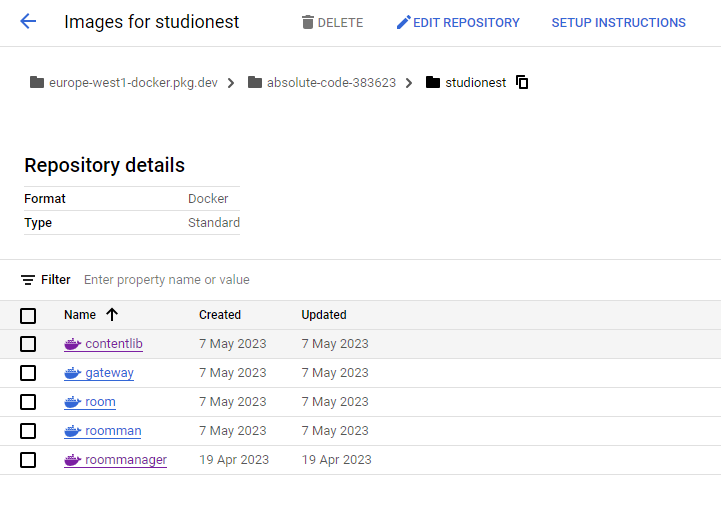 Images for studionest DELETE EDIT REPOSITORY SETUP INSTRUCTIONS
europe-west1-docker.pkg.dev absolute-code-383623 studionest
Repository details
Format Docker
Type Standard
Filter Enter property name or value
Name Created Updated
contentlib 7 May 2023 7 May 2023
gateway 7 May 2023 7 May 2023
room 7 May 2023 7 May 2023
roomman 7 May 2023 7 May 2023
roommanager 19 Apr 2023 19 Apr 2023